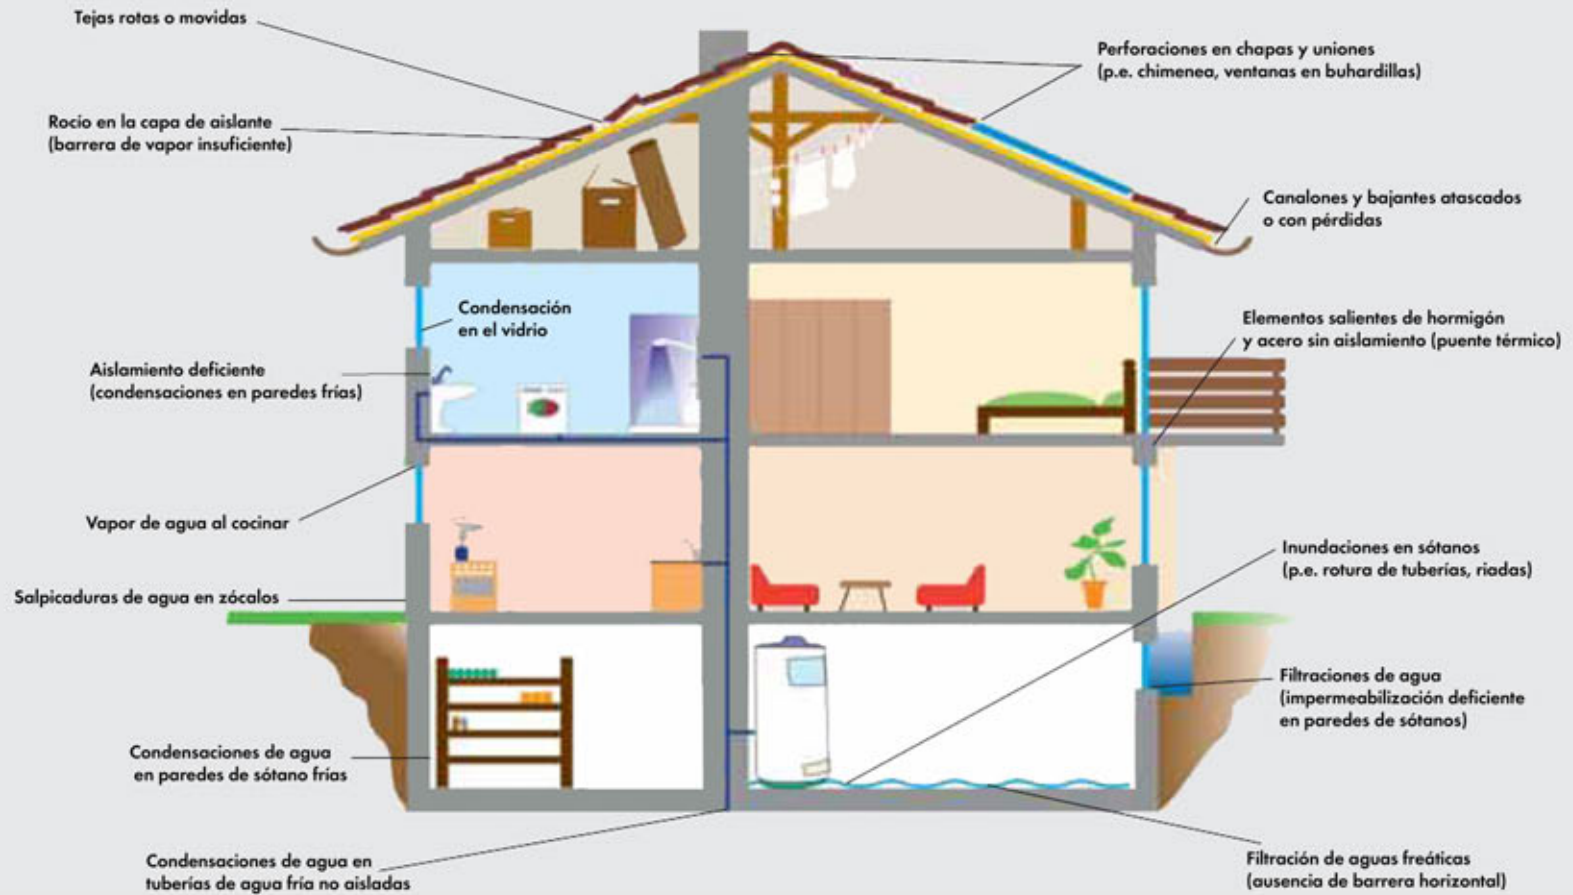 Tejas rotas o movidas
Rocío en la capa de aislante
(barrera de vapor insuficiente)
Condensación
en el vidrio
Aislamiento deficiente
(condensaciones en paredes frías)
Vapor de agua al cocinar
Salpicaduras de agua en zócalos
Condensaciones de agua
en paredes de sótano frías
Condensaciones de agua en
tuberías de agua fría no aisladas
Perforaciones en chapas y uniones
(p.e. chimenea, ventanas en buhardillas)
Canalones y bajantes atascados
o con pérdidas
Elementos salientes de hormigón
y acero sin aislamiento (puente térmico)
Inundaciones en sótanos
(p.e. rotura de tuberías, riadas)
Filtraciones de agua
(impermeabilización deficiente
en paredes de sótanos)
Filtración de aguas freáticas
(ausencia de barrera horizontal)